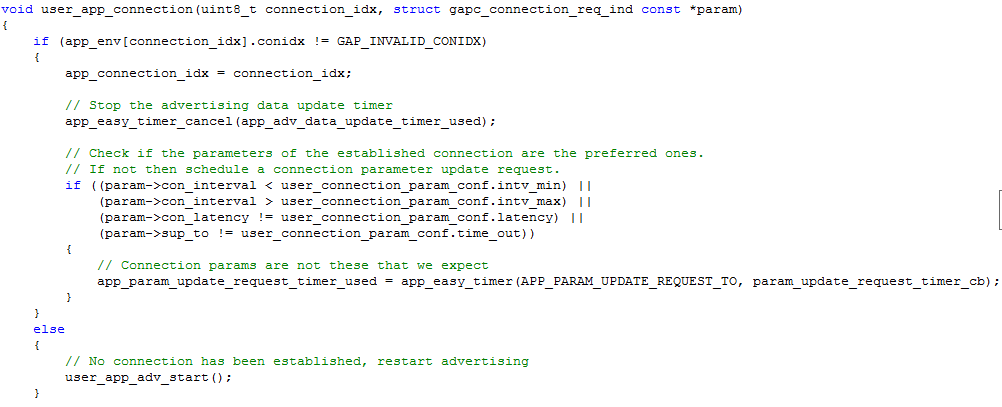 void user_app_connection(uint8_t connection_idx, struct gapc_connection_req_ind const *param)
{
    if (app_env[connection_idx].conidx != GAP_INVALID_CONIDX)
    {
        app_connection_idx = connection_idx;

        // Stop the advertising data update timer
        app_easy_timer_cancel(app_adv_data_update_timer_used);

        // Check if the parameters of the established connection are the preferred ones.
        // If not then schedule a connection parameter update request.
        if ((param->con_interval < user_connection_param_conf.intv_min) ||
            (param->con_interval > user_connection_param_conf.intv_max) ||
            (param->con_latency != user_connection_param_conf.latency) ||
            (param->sup_to != user_connection_param_conf.time_out))
        {
            // Connection params are not these that we expect
            app_param_update_request_timer_used = app_easy_timer(APP_PARAM_UPDATE_REQUEST_TO, param_update_request_timer_cb);
        }
    }
    else
    {
        // No connection has been established, restart advertising
        user_app_adv_start();
    }